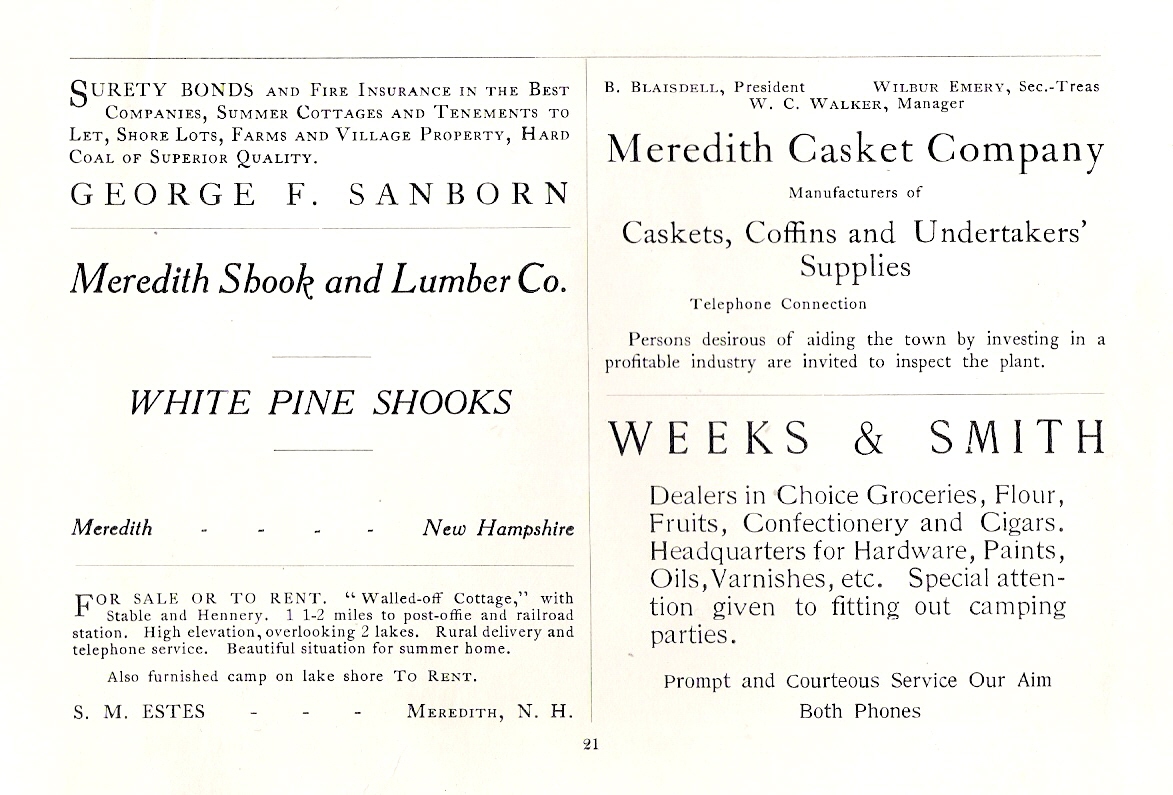 SURETY BONDS AND FIRE INSURANCE IN THE BEST
COMPANIES, SUMMER COTTAGES AND TENEMENTS TO
LET, SHORE LOTS, FARMS AND VILLAGE PROPERTY, HARD
COAL OF SUPERIOR QUALITY.
GEORGE F. SANBORN
Meredith Shook and Lumber Co.
WHITE PINE SHOOKS
Meredith - - - - New Hampshire
FOR SALE OR TO RENT. “Walled-off Cottage,” with
Stable and Hennery. 1 1-2 miles to post-offie and railroad
station. High elevation, overlooking 2 lakes. Rural delivery and
telephone service. Beautiful situation for summer home.
Also furnished camp on lake shore TO RENT.
S. M. ESTES - - - MEREDITH, N. H.
B. BLAISDELL, President WILBUR EMERY, Sec.-Treas
W. C. WALKER, Manager
Meredith Casket Company
Manufacturers of
Caskets, Coffins and Undertakers’
Supplies
Telephone Connection
Persons desirous of aiding the town by investing in a
profitable industry are invited to inspect the plant.
WEEKS & SMITH
Dealers in Choice Groceries, Flour,
Fruits, Confectionery and Cigars.
Headquarters for Hardware, Paints,
Oils, Varnishes, etc. Special atten-
tion given to fitting out camping
parties.
Prompt and Courteous Service Our Aim
Both Phones
21